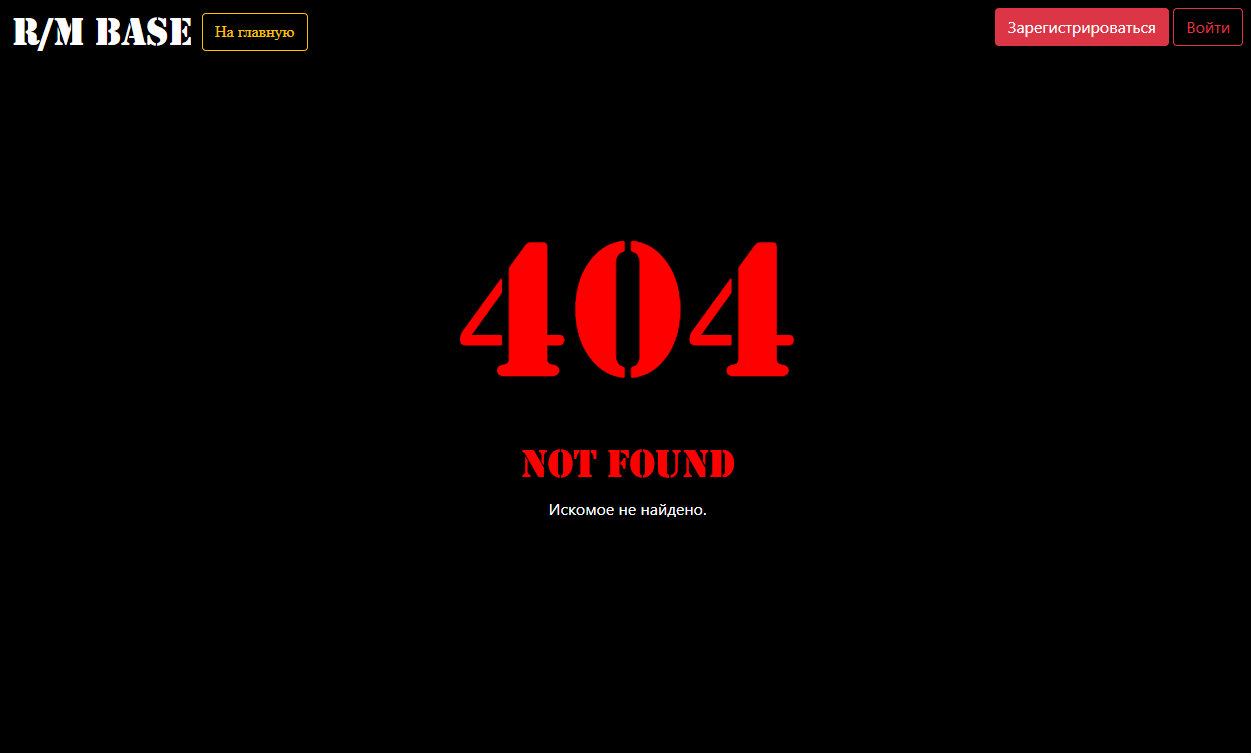 R/M BASE
На главную
Зарегистрироваться
Войти
404
NOT FOUND
Искомое не найдено.